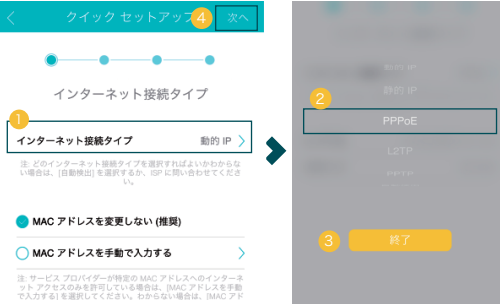 クイック セットアップ
4
次へ
インターネット接続タイプ
1
インターネット接続タイプ
動的 IP
注: どのインターネット接続タイプを選択すればよいかわからな
い場合は、[自動検出] を選択するか、ISP に問い合わせてくださ
い。
MAC アドレスを変更しない (推奨)
MAC アドレスを手動で入力する
注: サービス プロバイダーが特定の MAC アドレスへのインターネ
ット アクセスのみを許可している場合は、[MAC アドレスを手動
で入力する] を選択してください。わからない場合は、[MAC アド
動的 IP
静的 IP
2
PPPoE
L2TP
PPTP
3
終了